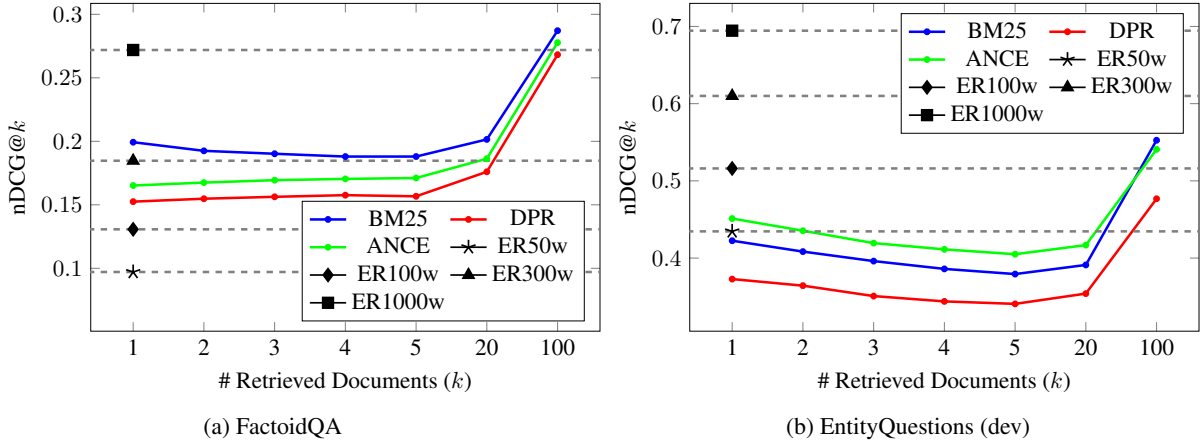 0.3
0.25
0.2
0.15
0.1
nDCG@k
BM25 DPR
ANCE ER50w
ER100w ER300w
ER1000w
1 2 3 4 5 20 100
# Retrieved Documents (k)
(a) FactoidQA
0.7
0.6
0.5
0.4
nDCG@k
BM25 DPR
ANCE ER50w
ER100w ER300w
ER1000w
1 2 3 4 5 20 100
# Retrieved Documents (k)
(b) EntityQuestions (dev)